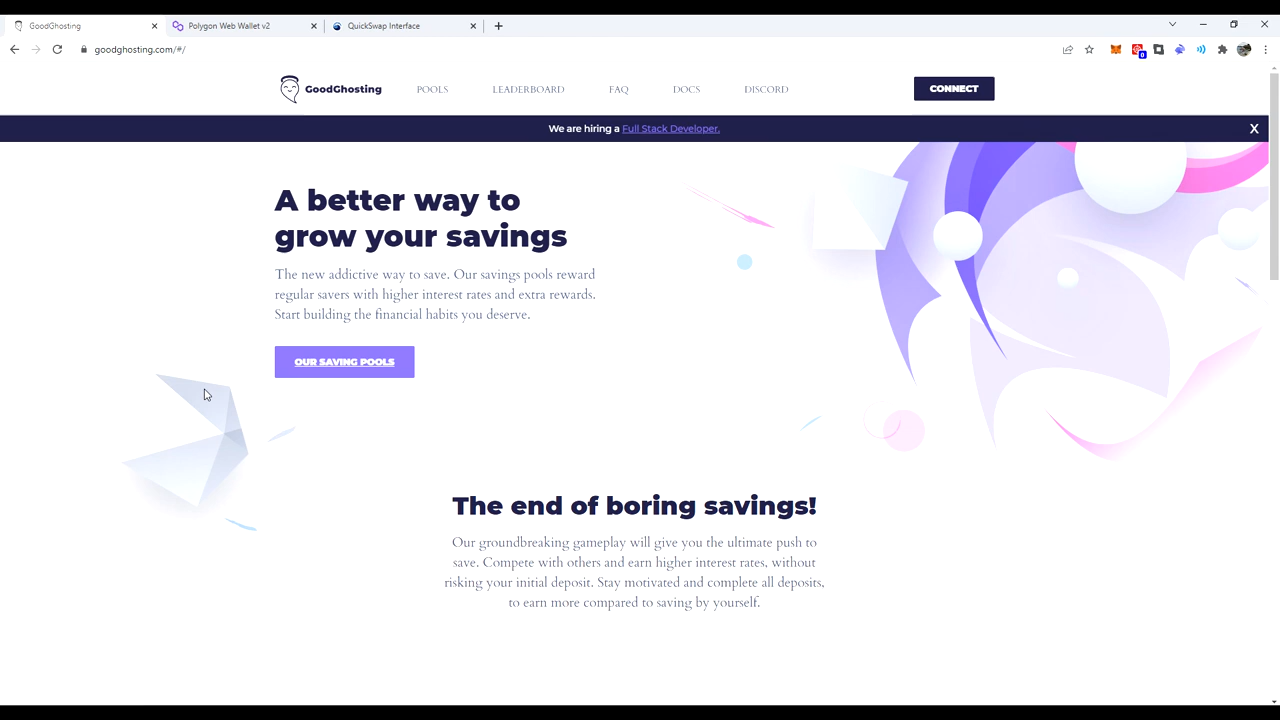 GoodGhosting
Polygon Web Wallet v2
QuickSwap Interface
goodghosting.com/#/
0
GoodGhosting
POOLS
LEADERBOARD
FAQ
DOCS
DISCORD
CONNECT
We are hiring a Full Stack Developer.
X
A better way to
grow your savings
The new addictive way to save. Our savings pools reward
regular savers with higher interest rates and extra rewards.
Start building the financial habits you deserve.
OUR SAVING POOLS
The end of boring savings!
Our groundbreaking gameplay will give you the ultimate push to
save. Compete with others and earn higher interest rates, without
risking your initial deposit. Stay motivated and complete all deposits,
to earn more compared to saving by yourself.